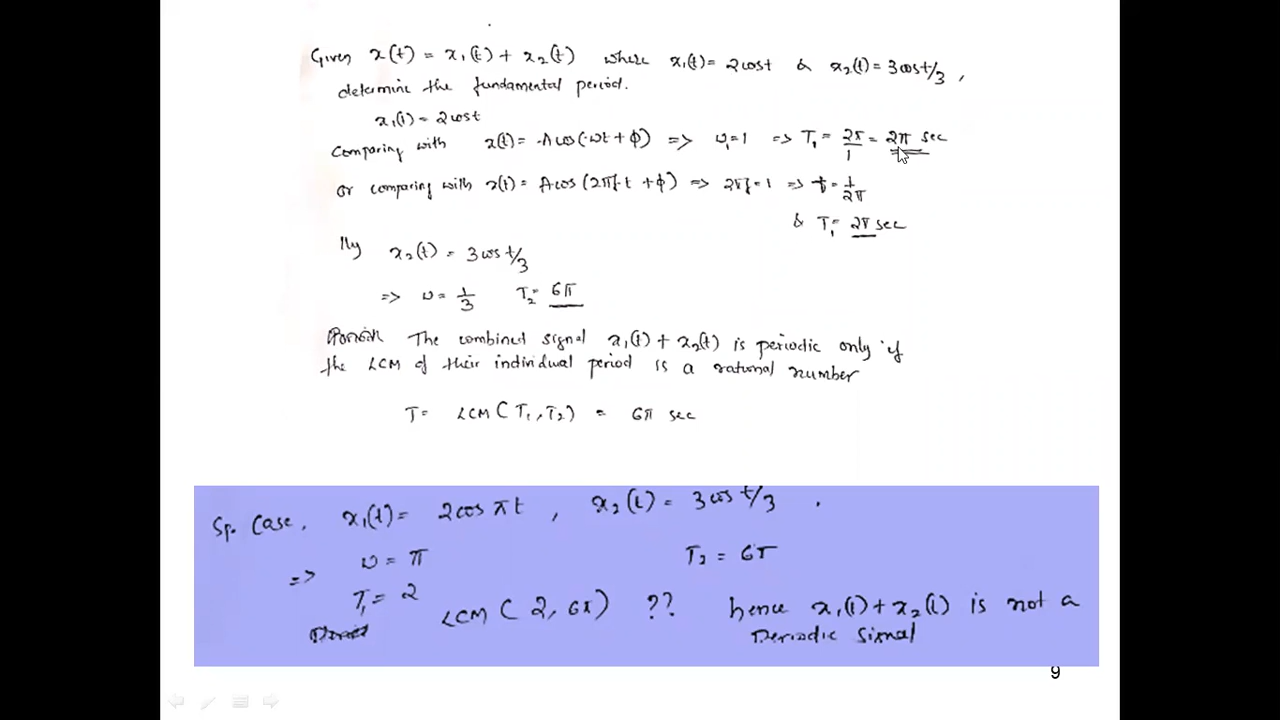 Given x(t) = x₁(t) + x₂(t) where x₁(t) = 2cost & x₂(t) = 3cost/3,
determine the fundamental period.
x₁(t) = 2cost
Comparing with x(t) = A cos(ωt + ϕ) => ω₁=1 => T₁ = 2π/1 = 2π sec
or comparing with x(t) = A cos(2πf t + ϕ) => 2πf = 1 => f = 1/2π
& T₁ = 2π sec
lly x₂(t) = 3cost/3
=> ω = 1/3 T₂ = 6π
The combined signal x₁(t) + x₂(t) is periodic only if
the LCM of their individual period is a rational number
T = LCM (T₁, T₂) = 6π sec
Sp. Case, x₁(t) = 2cos πt, x₂(t) = 3cos t/3.
=> ω = π T₂ = 6π
T₁ = 2
LCM (2, 6π) ?? hence x₁(t) + x₂(t) is not a
Periodic Signal
9